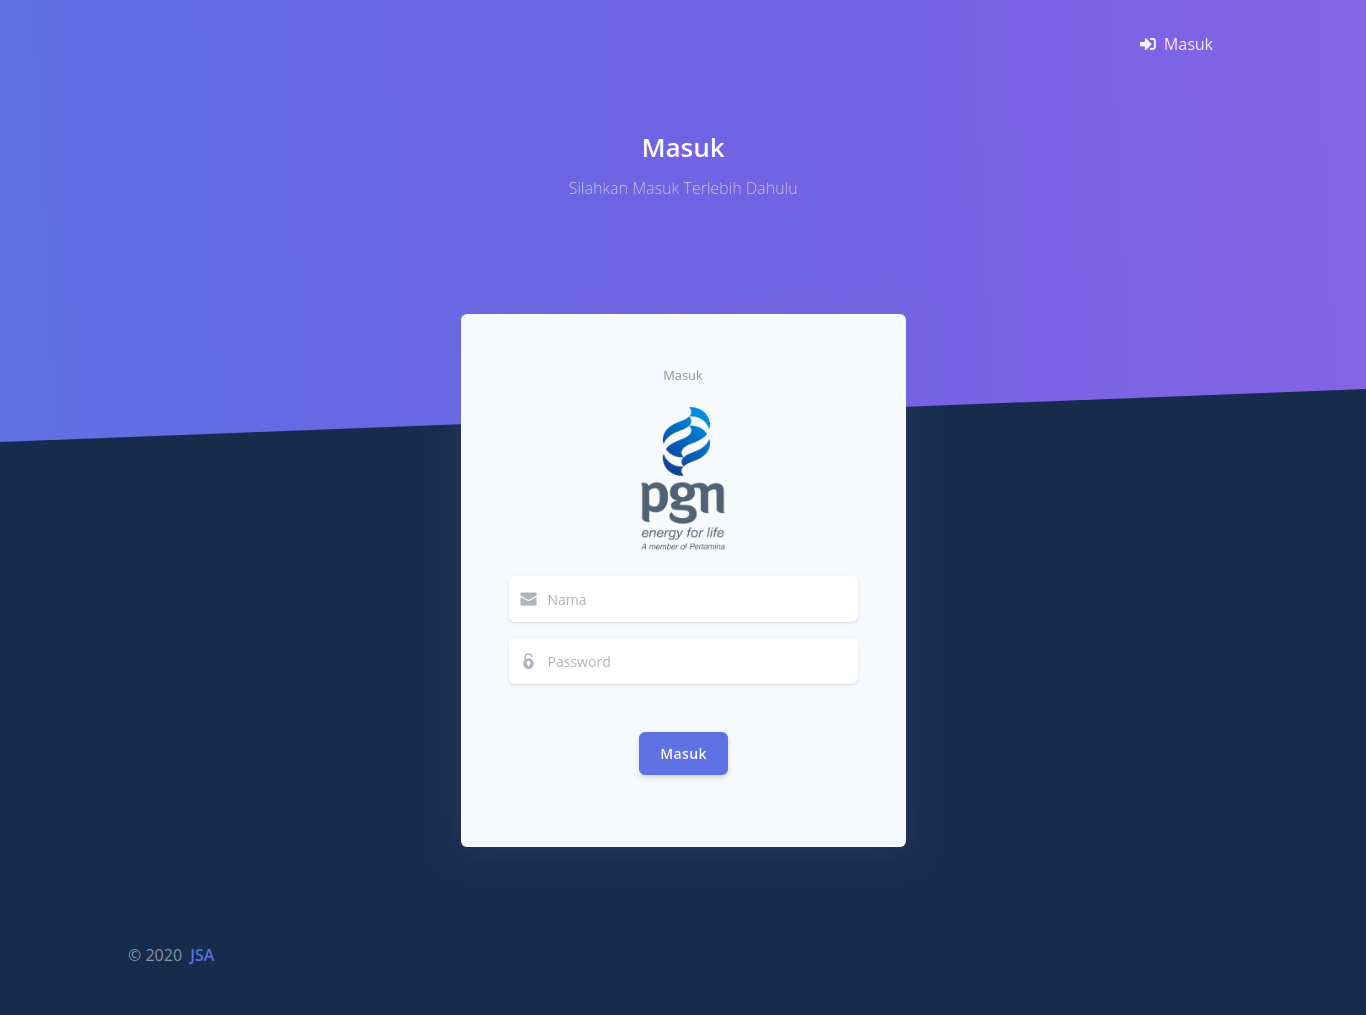 Masuk
Masuk
Silahkan Masuk Terlebih Dahulu
Masuk
pgn
energy for life
A member of Pertamina
Nama
Password
Masuk
© 2020 JSA